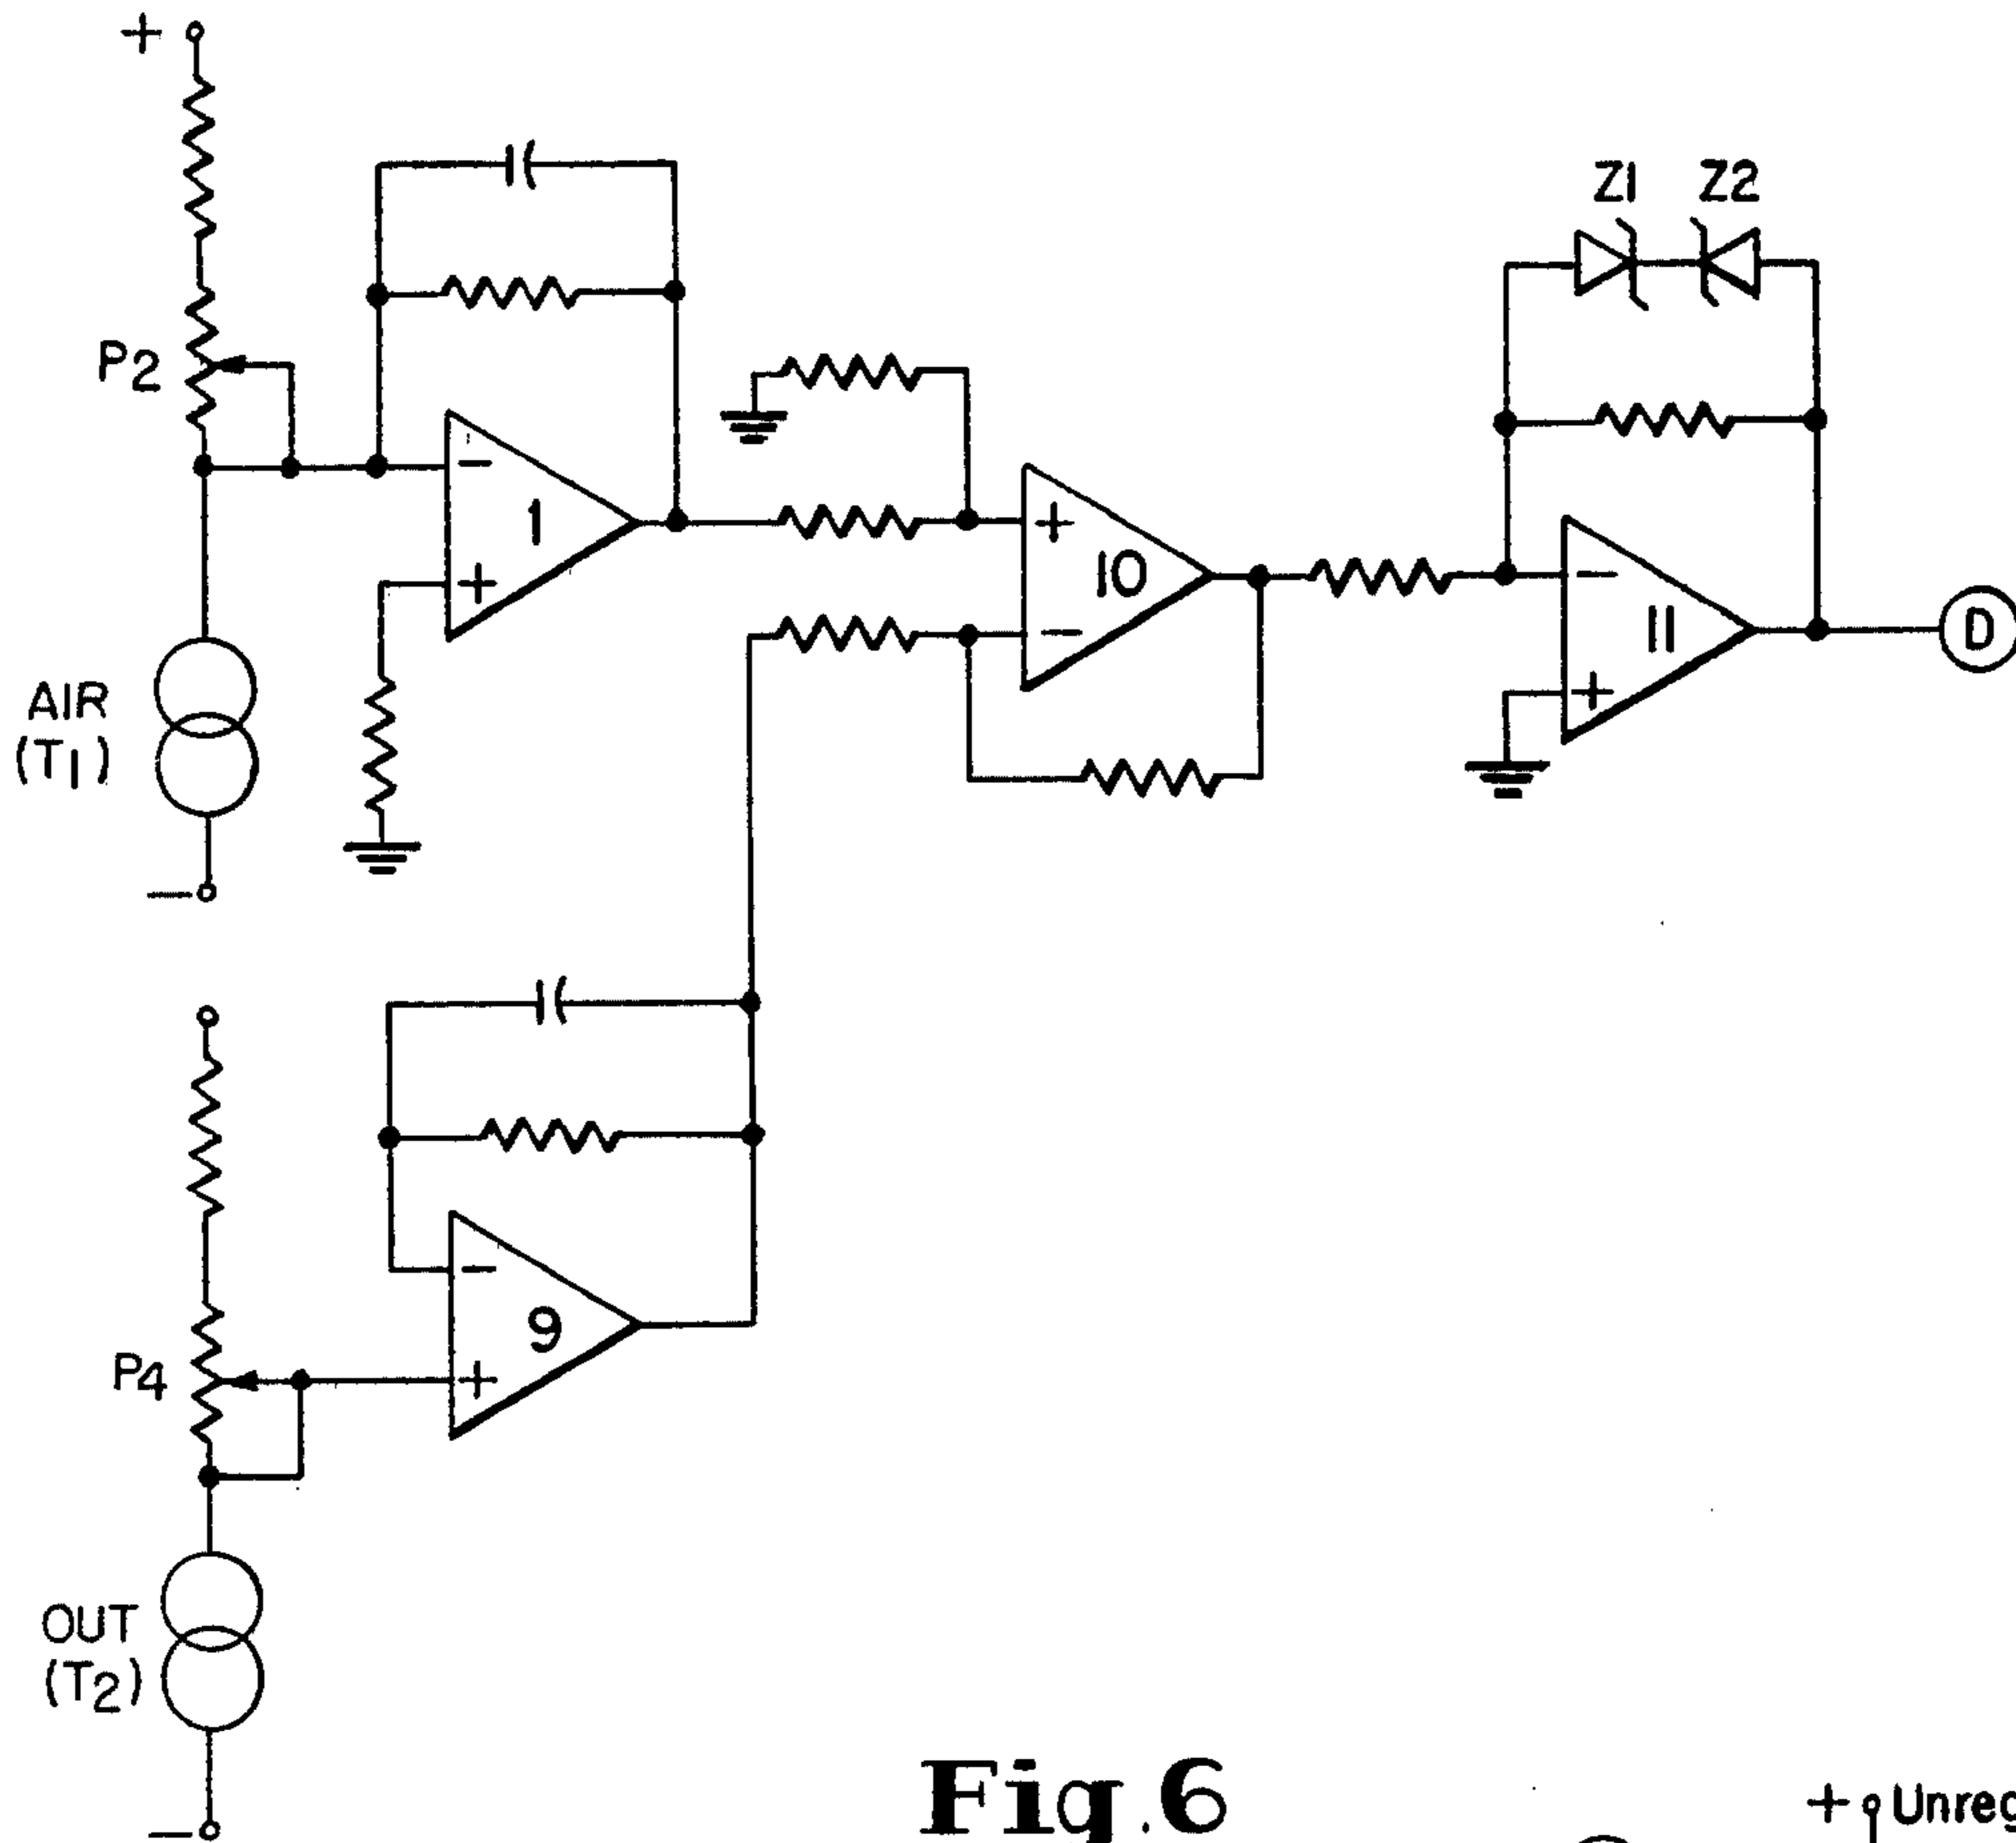 +
Z1 Z2
P2
−
1
+
+
10
−
−
11
+
D
AIR
(T1)
−
−
9
+
P4
OUT
(T2)
−
Fig.6
+ Unreg